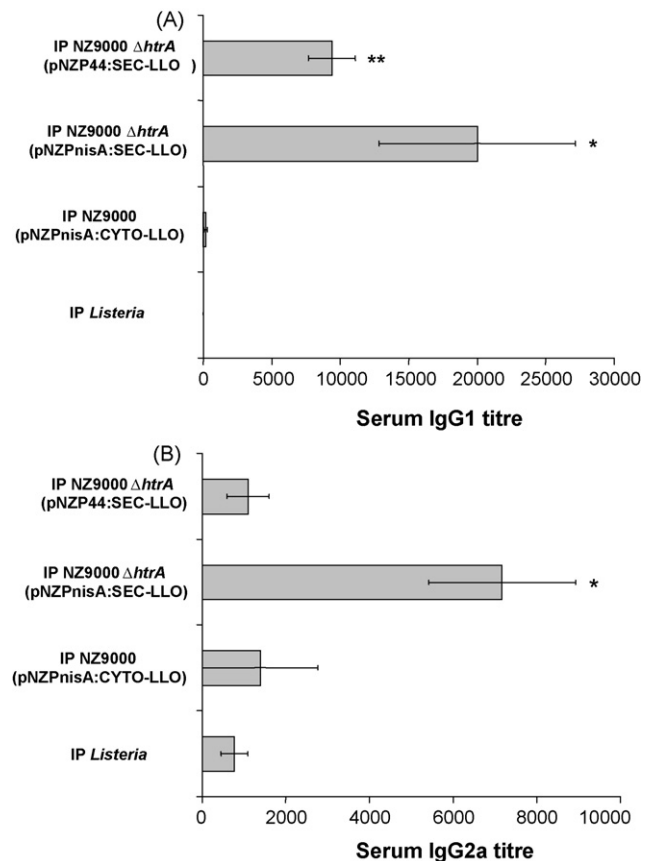 (A)
IP NZ9000 ΔhtrA
(pNZP44:SEC-LLO )
**
IP NZ9000 ΔhtrA
(pNZPnisA:SEC-LLO)
*
IP NZ9000
(pNZPnisA:CYTO-LLO)
IP Listeria
0 5000 10000 15000 20000 25000 30000
Serum IgG1 titre
(B)
IP NZ9000 ΔhtrA
(pNZP44:SEC-LLO)
IP NZ9000 ΔhtrA
(pNZPnisA:SEC-LLO)
*
IP NZ9000
(pNZPnisA:CYTO-LLO)
IP Listeria
0 2000 4000 6000 8000 10000
Serum IgG2a titre